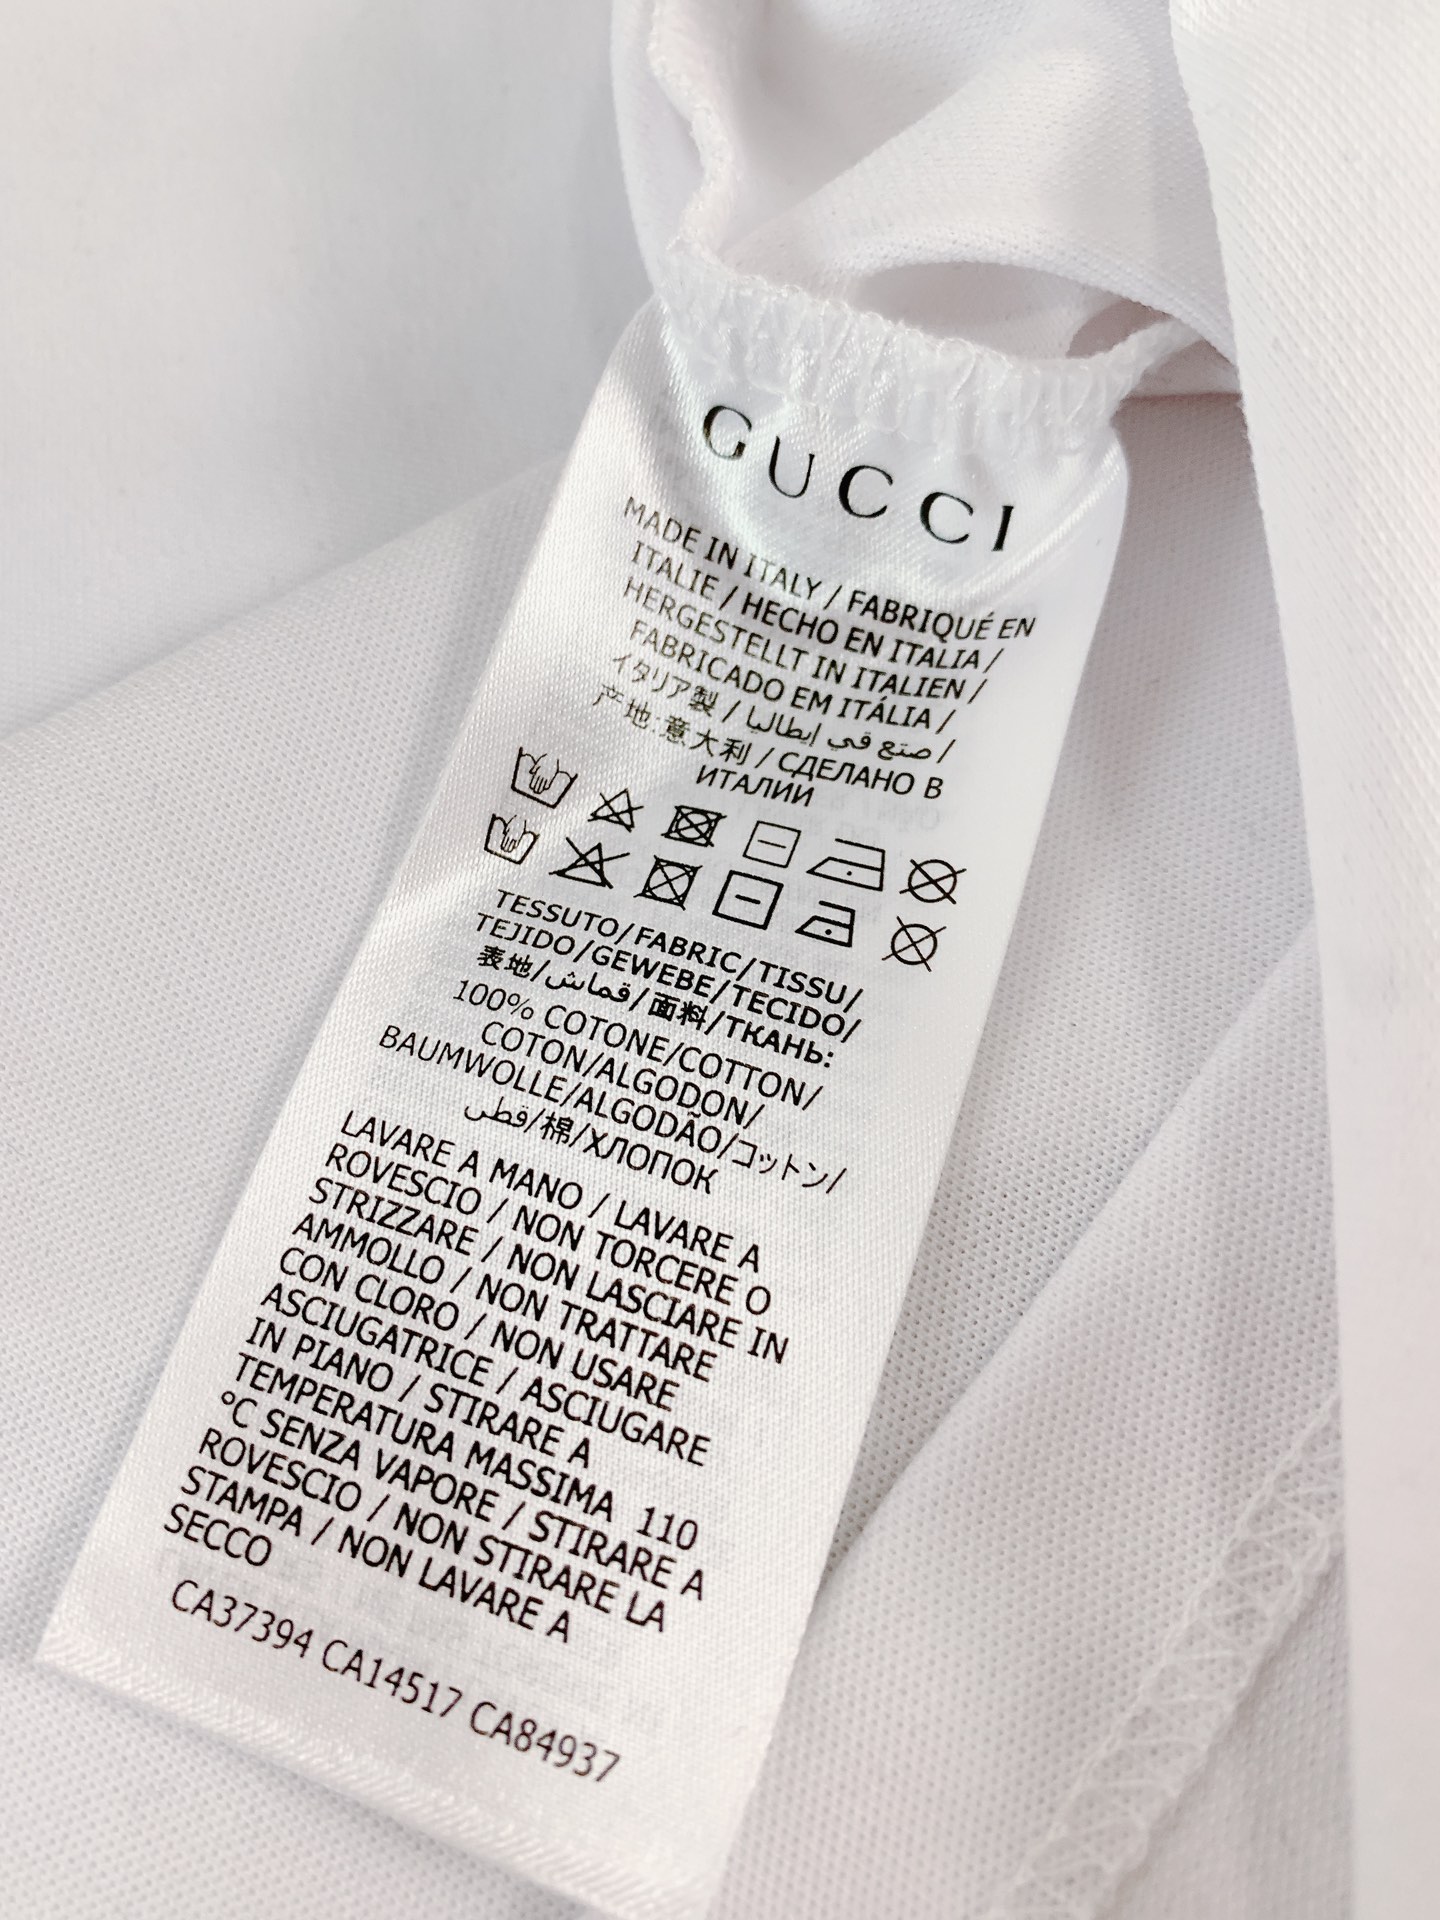 GUCCI
MADE IN ITALY / FABRIQUÉ EN
ITALIE / HECHO EN ITALIA /
HERGESTELLT IN ITALIEN /
FABRICADO EM ITÁLIA /
イタリア製 / صنع في إيطاليا /
产地:意大利 / СДЕЛАНО В
ИТАЛИИ
TESSUTO/FABRIC/TISSU/
TEJIDO/GEWEBE/TECIDO/
表地/قماش/面料/ТКАНЬ:
100% COTONE/COTTON/
COTON/ALGODON/
BAUMWOLLE/ALGODÃO/コットン/
قطن/棉/ХЛОПОК
LAVARE A MANO / LAVARE A
ROVESCIO / NON TORCERE O
STRIZZARE / NON LASCIARE IN
AMMOLLO / NON TRATTARE
CON CLORO / NON USARE
ASCIUGATRICE / ASCIUGARE
IN PIANO / STIRARE A
TEMPERATURA MASSIMA 110
°C SENZA VAPORE / STIRARE A
ROVESCIO / NON STIRARE LA
STAMPA / NON LAVARE A
SECCO
CA37394 CA14517 CA84937